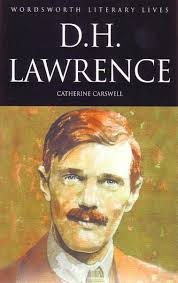 WORDSWORTH LITERARY LIVES
D.H.
LAWRENCE
CATHERINE CARSWELL